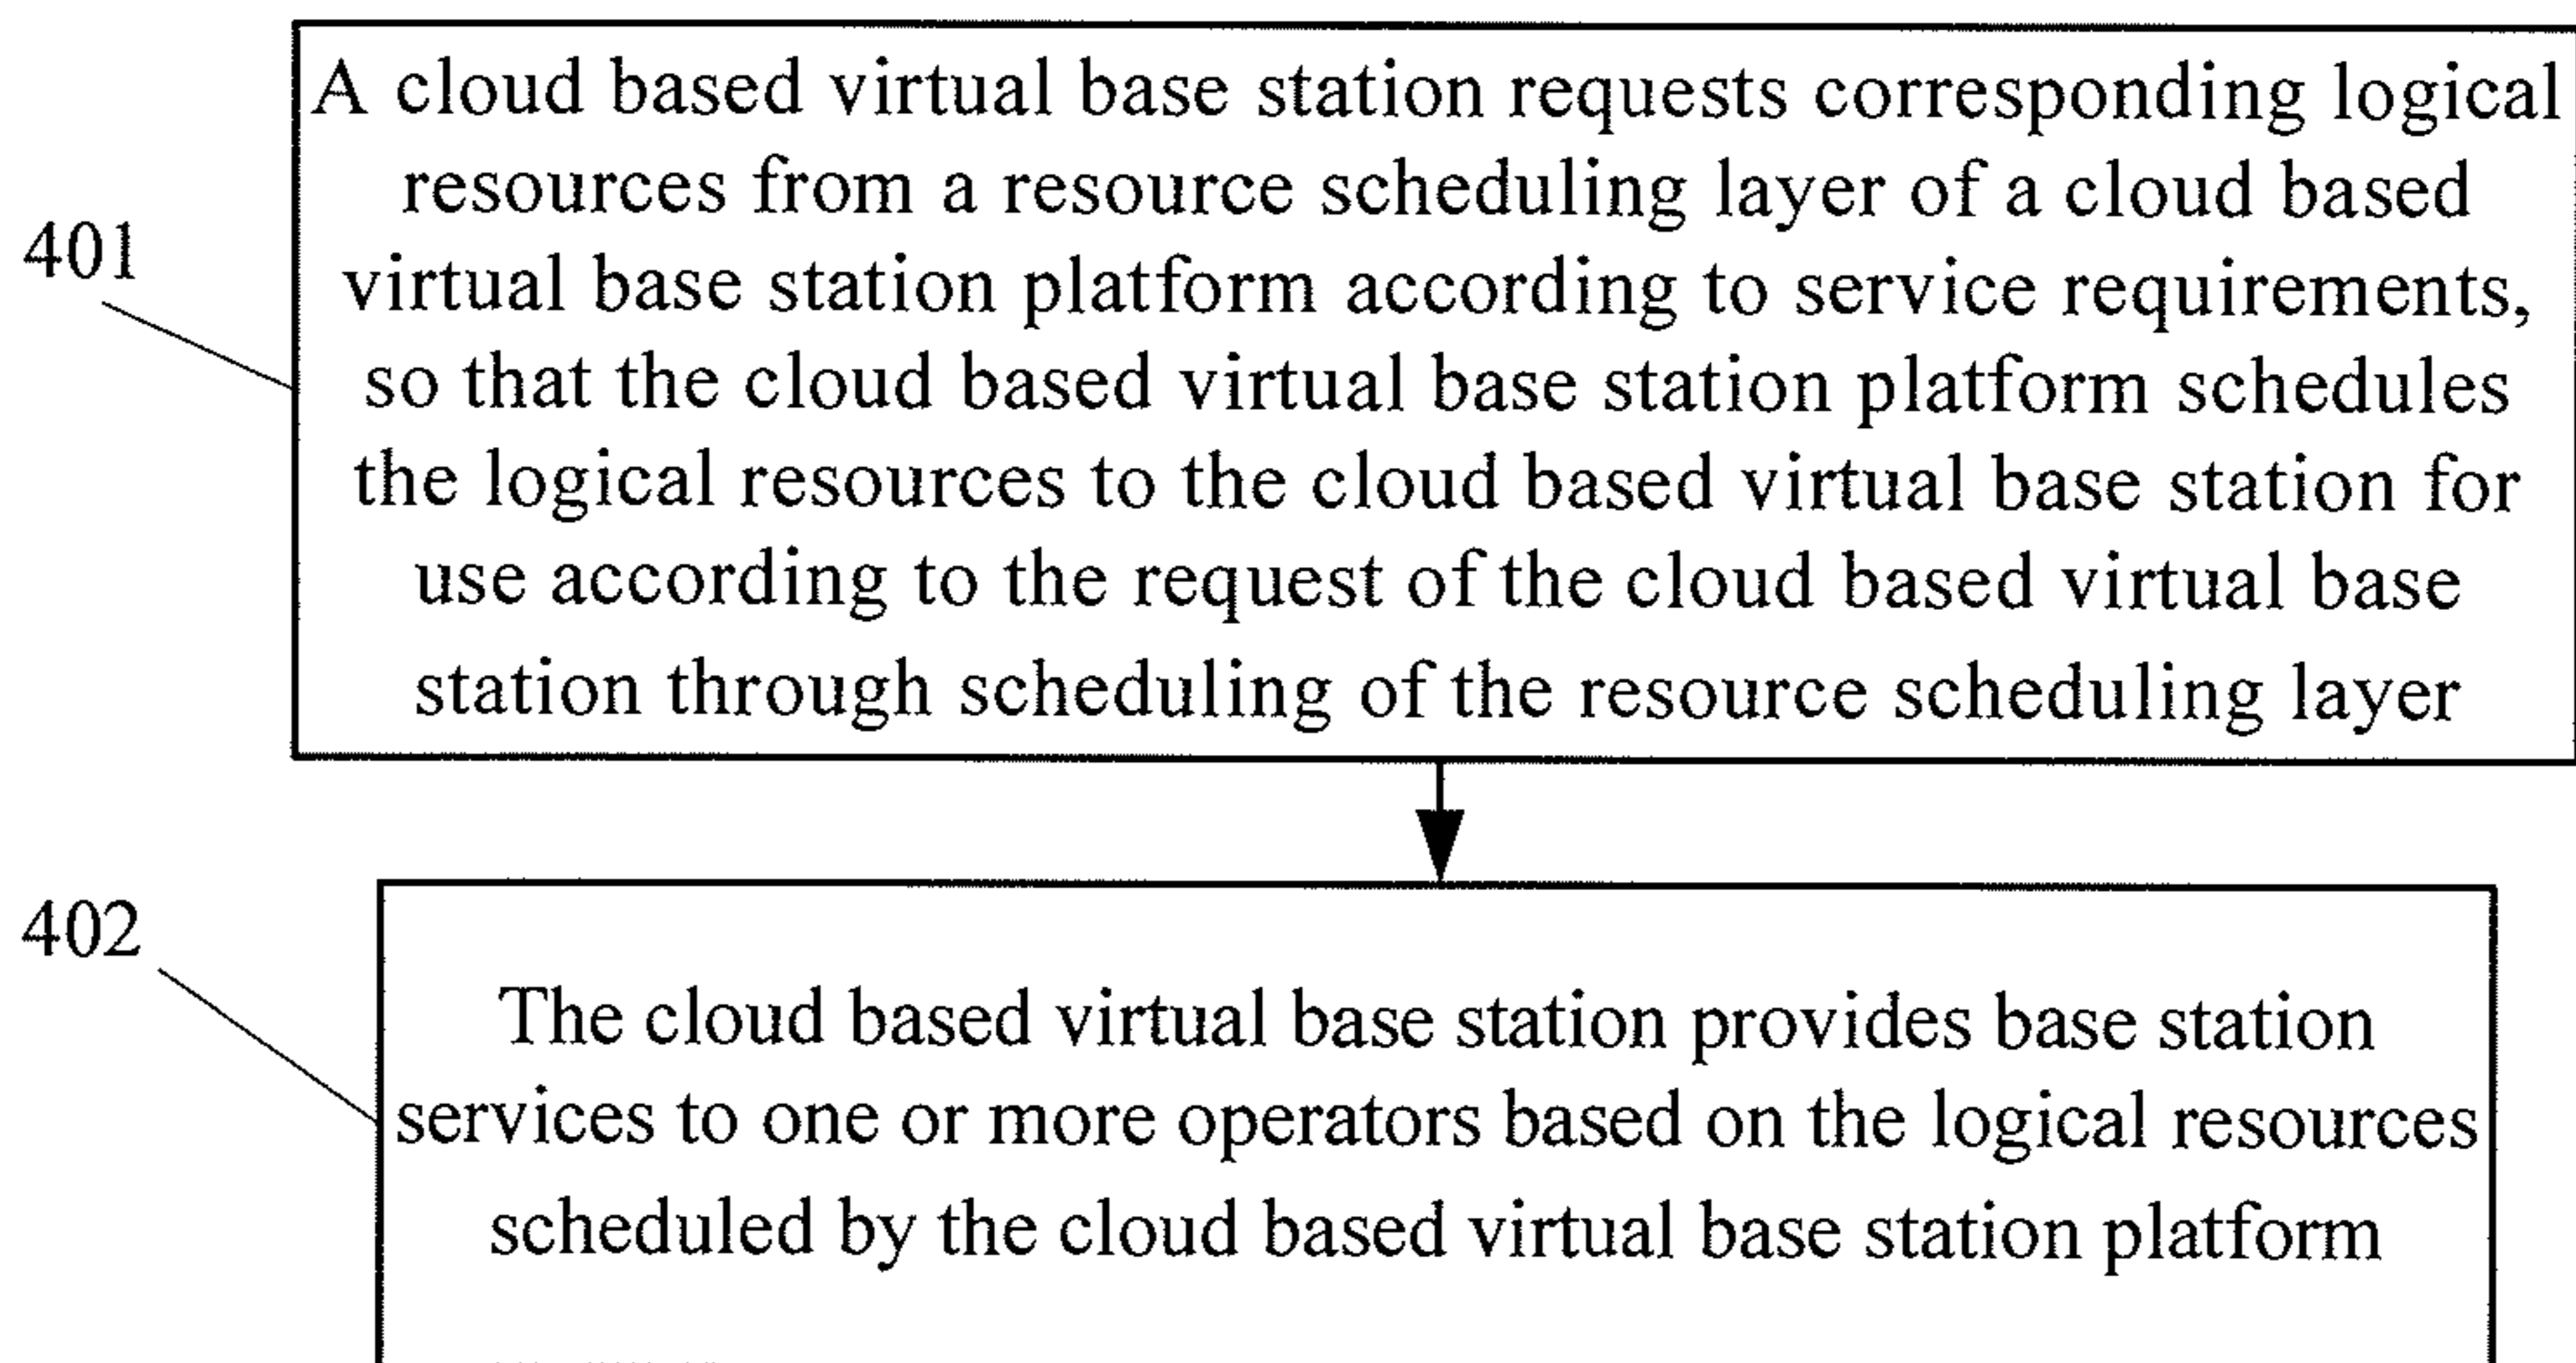 A cloud based virtual base station requests corresponding logical
resources from a resource scheduling layer of a cloud based
401
virtual base station platform according to service requirements,
so that the cloud based virtual base station platform schedules
the logical resources to the cloud based virtual base station for
use according to the request of the cloud based virtual base
station through scheduling of the resource scheduling layer
402
The cloud based virtual base station provides base station
services to one or more operators based on the logical resources
scheduled by the cloud based virtual base station platform